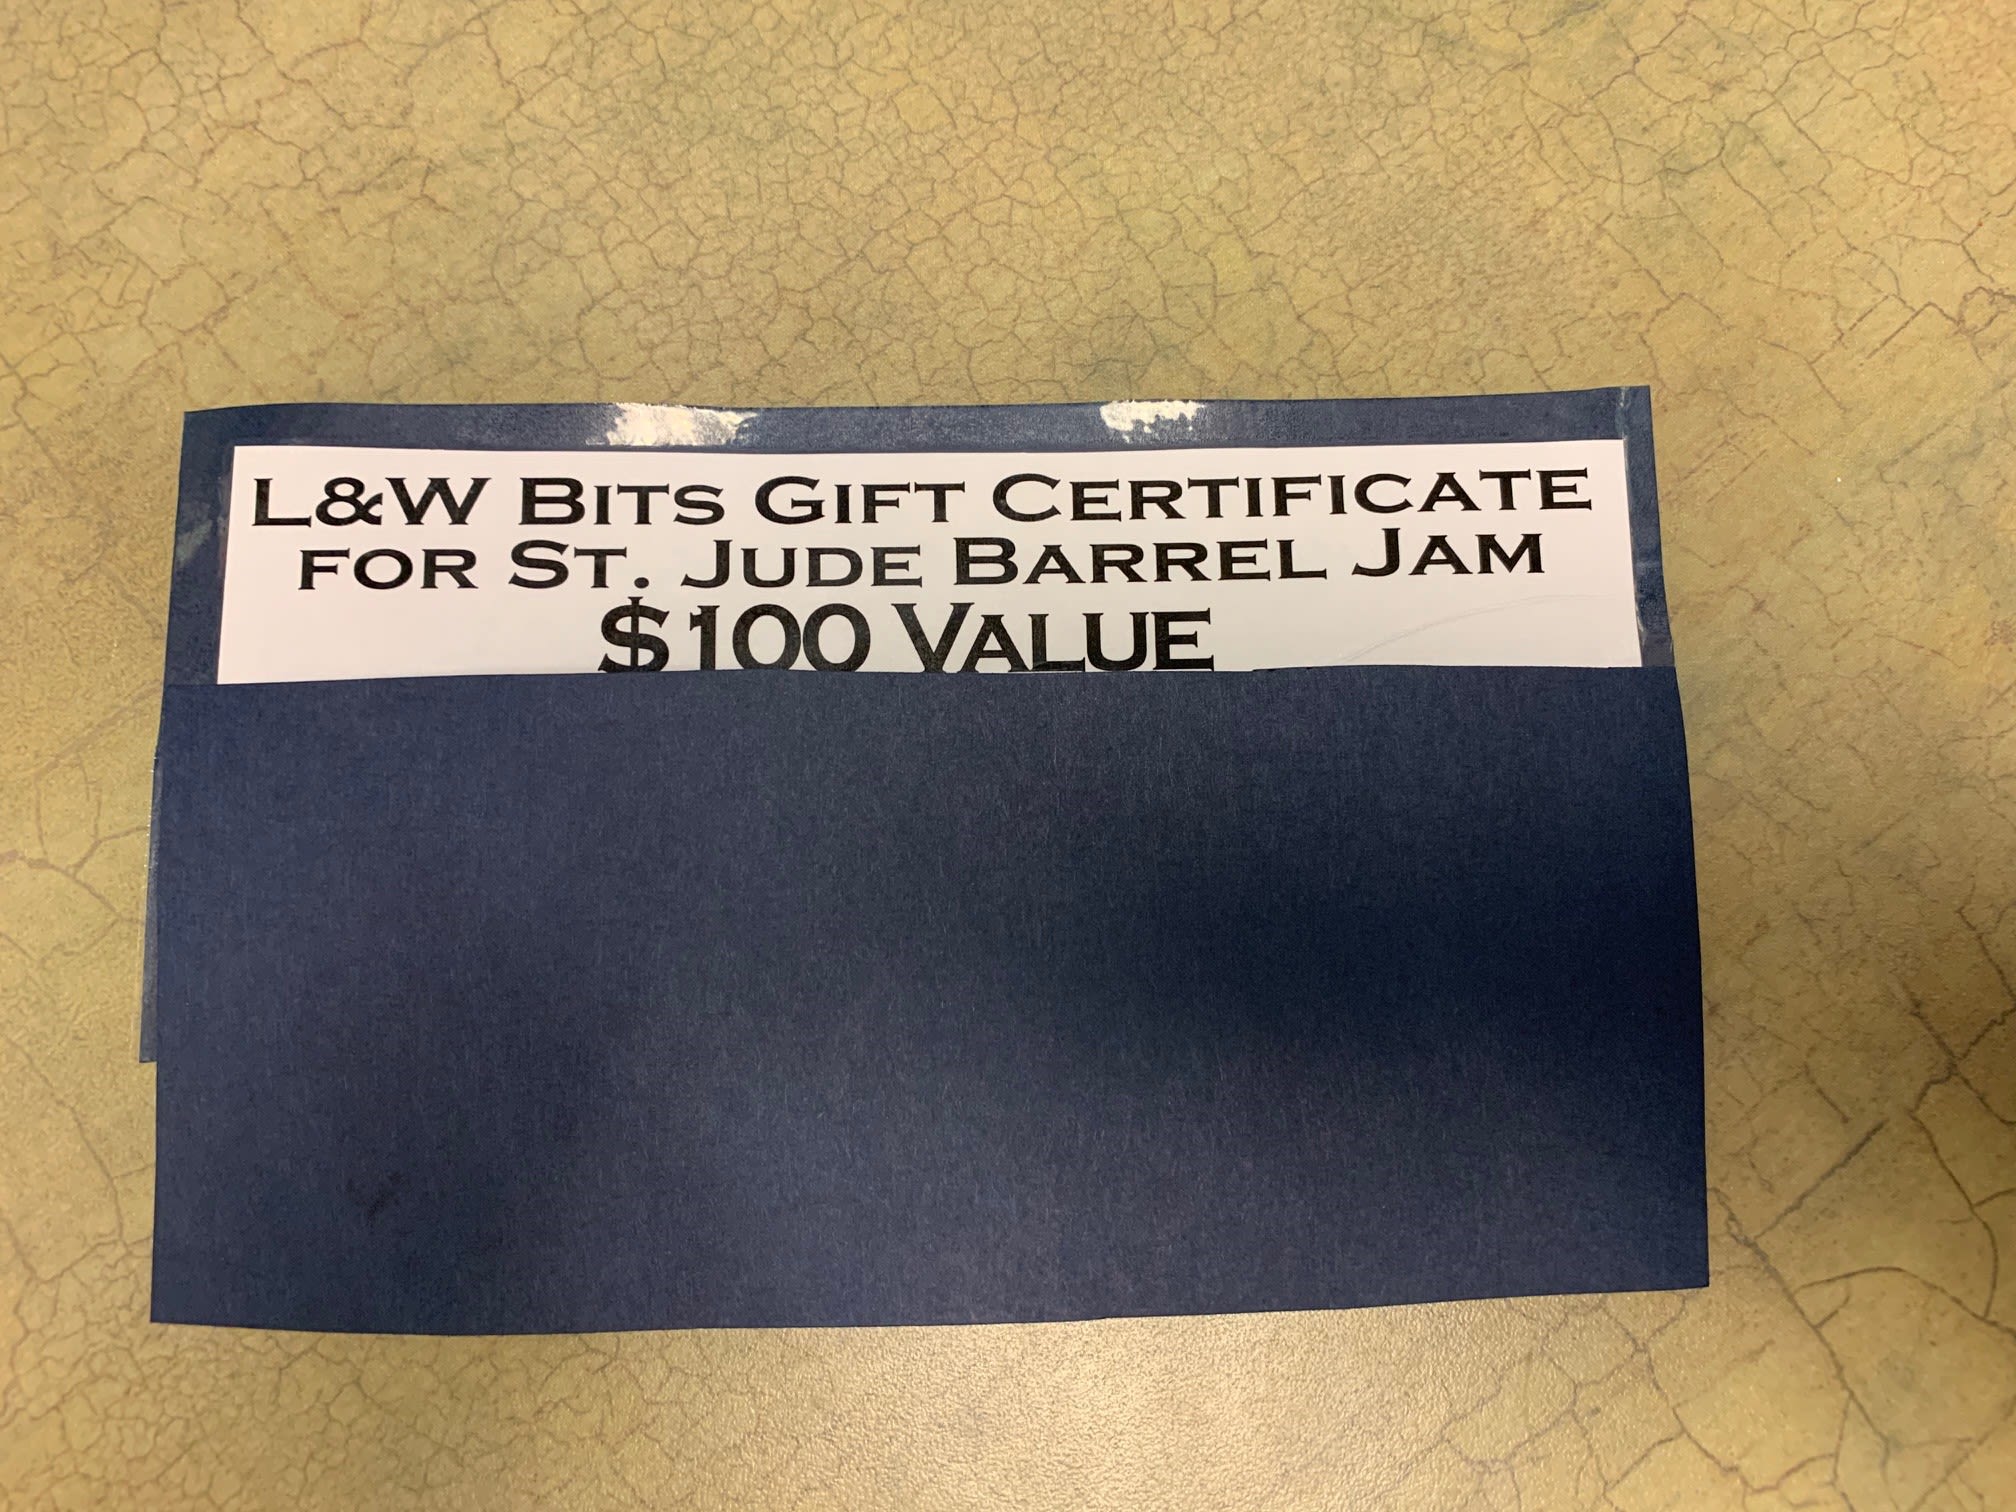 L&W Bits Gift Certificate
for St. Jude Barrel Jam
$100 Value